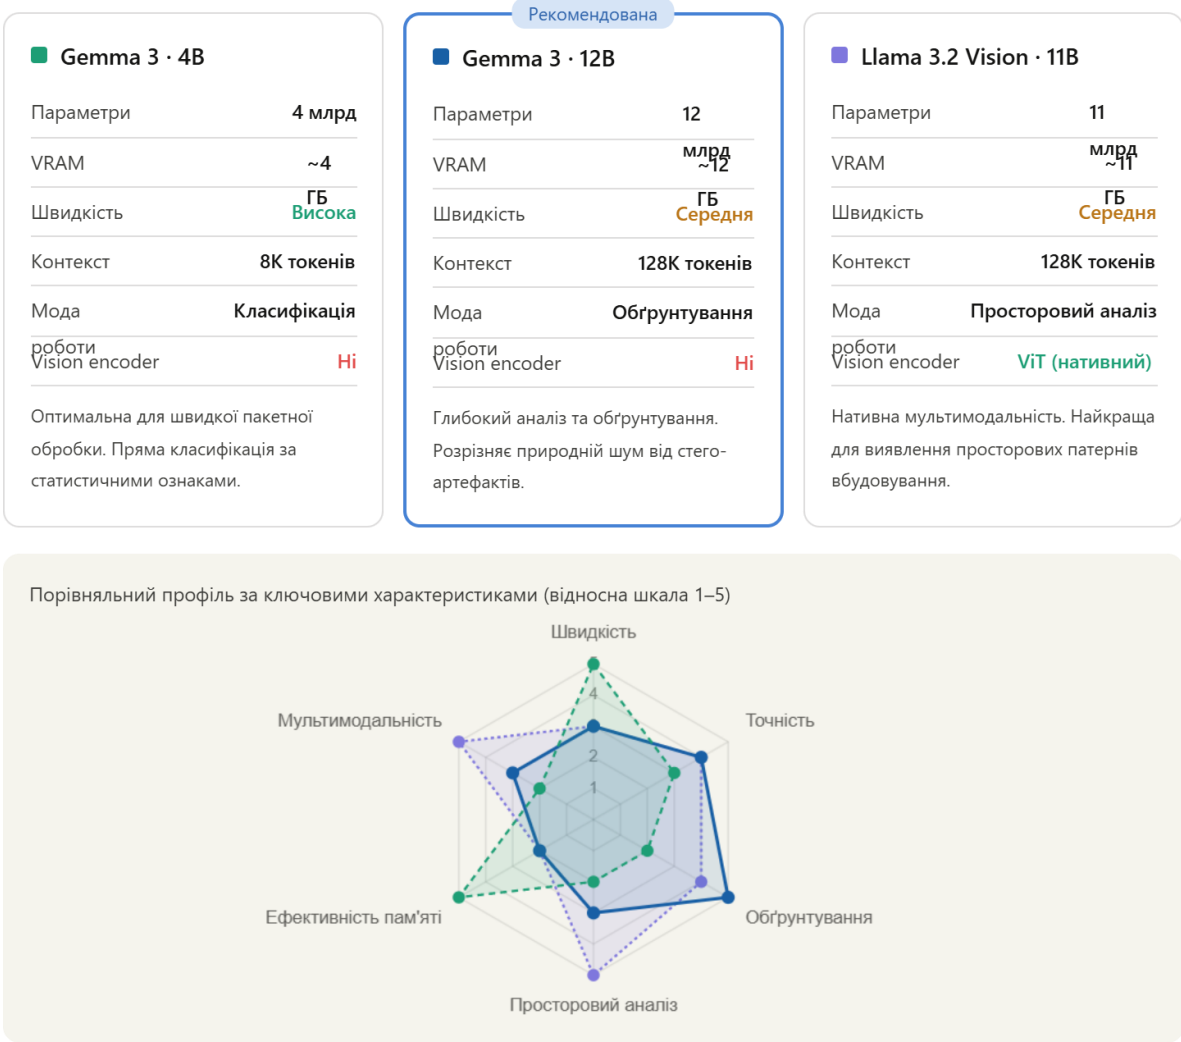 Рекомендована
Gemma 3 · 4B
Параметри 4 млрд
VRAM ~4 ГБ
Швидкість Висока
Контекст 8K токенів
Мода роботи Класифікація
Vision encoder Ні
Оптимальна для швидкої пакетної
обробки. Пряма класифікація за
статистичними ознаками.
Gemma 3 · 12B
Параметри 12 млрд
VRAM ~12 ГБ
Швидкість Середня
Контекст 128K токенів
Мода роботи Обґрунтування
Vision encoder Ні
Глибокий аналіз та обґрунтування.
Розрізняє природній шум від стего-
артефактів.
Llama 3.2 Vision · 11B
Параметри 11 млрд
VRAM ~11 ГБ
Швидкість Середня
Контекст 128K токенів
Мода роботи Просторовий аналіз
Vision encoder ViT (нативний)
Нативна мультимодальність. Найкраща
для виявлення просторових патернів
вбудовування.
Порівняльний профіль за ключовими характеристиками (відносна шкала 1–5)
Швидкість
4
Мультимодальність
Точність
2
1
Ефективність пам'яті
Обґрунтування
Просторовий аналіз